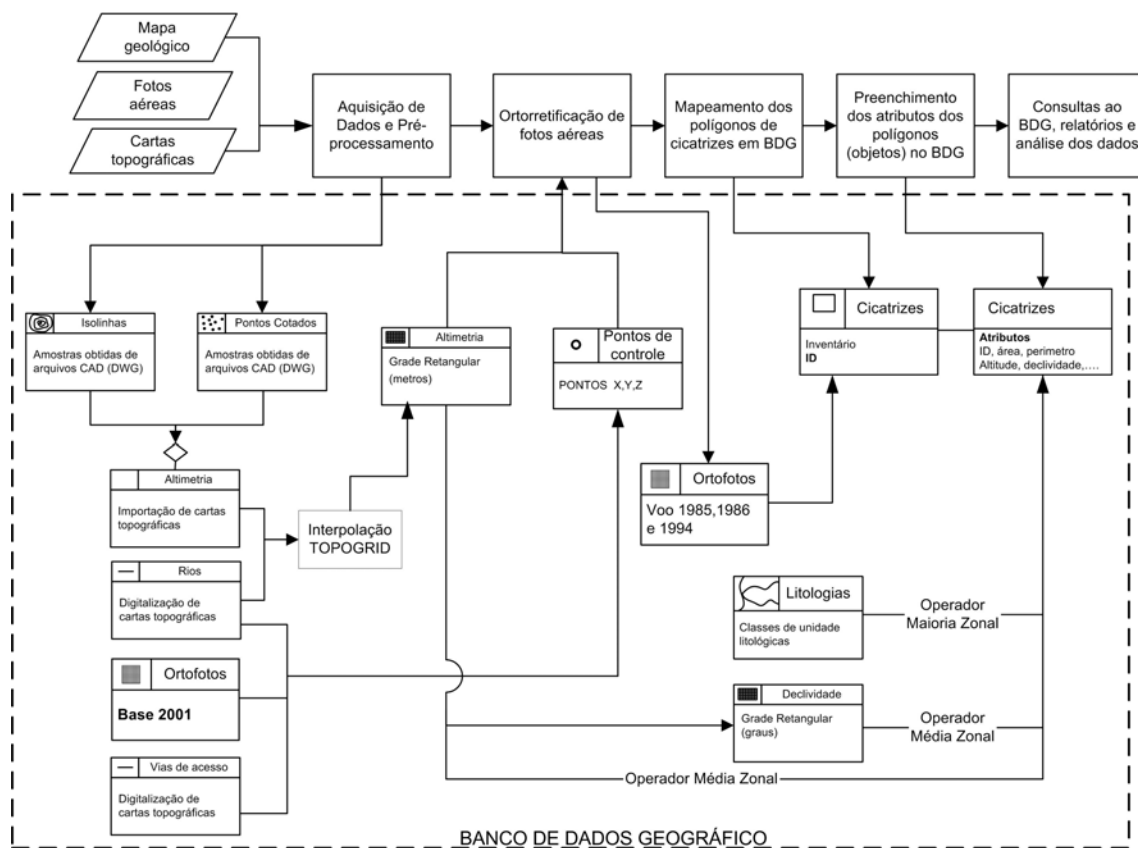 Mapa
geológico
Fotos
aéreas
Cartas
topográficas
Aquisição de
Dados e Pré-
processamento
Ortorretificação de
fotos aéreas
Mapeamento dos
polígonos de
cicatrizes em BDG
Preenchimento
dos atributos dos
polígonos
(objetos) no BDG
Consultas ao
BDG, relatórios e
análise dos dados
Isolinhas
Amostras obtidas de
arquivos CAD (DWG)
Pontos Cotados
Amostras obtidas de
arquivos CAD (DWG)
Altimetria
Grade Retangular
(metros)
Pontos de
controle
PONTOS X,Y,Z
Cicatrizes
Inventário
ID
Cicatrizes
Atributos
ID, área, perimetro
Altitude, declividade,....
Altimetria
Importação de cartas
topográficas
Interpolação
TOPOGRID
Ortofotos
Voo 1985,1986
e 1994
Rios
Digitalização de
cartas topográficas
Litologias
Classes de unidade
litológicas
Operador
Maioria Zonal
Ortofotos
Base 2001
Declividade
Grade Retangular
(graus)
Operador
Média Zonal
Vias de acesso
Digitalização de
cartas topográficas
Operador Média Zonal
BANCO DE DADOS GEOGRÁFICO